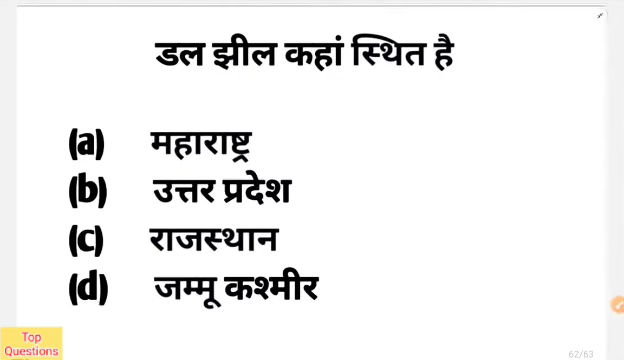 डल झील कहां स्थित है
(a) महाराष्ट्र
(b) उत्तर प्रदेश
(c) राजस्थान
(d) जम्मू कश्मीर
Top
Questions
62/63